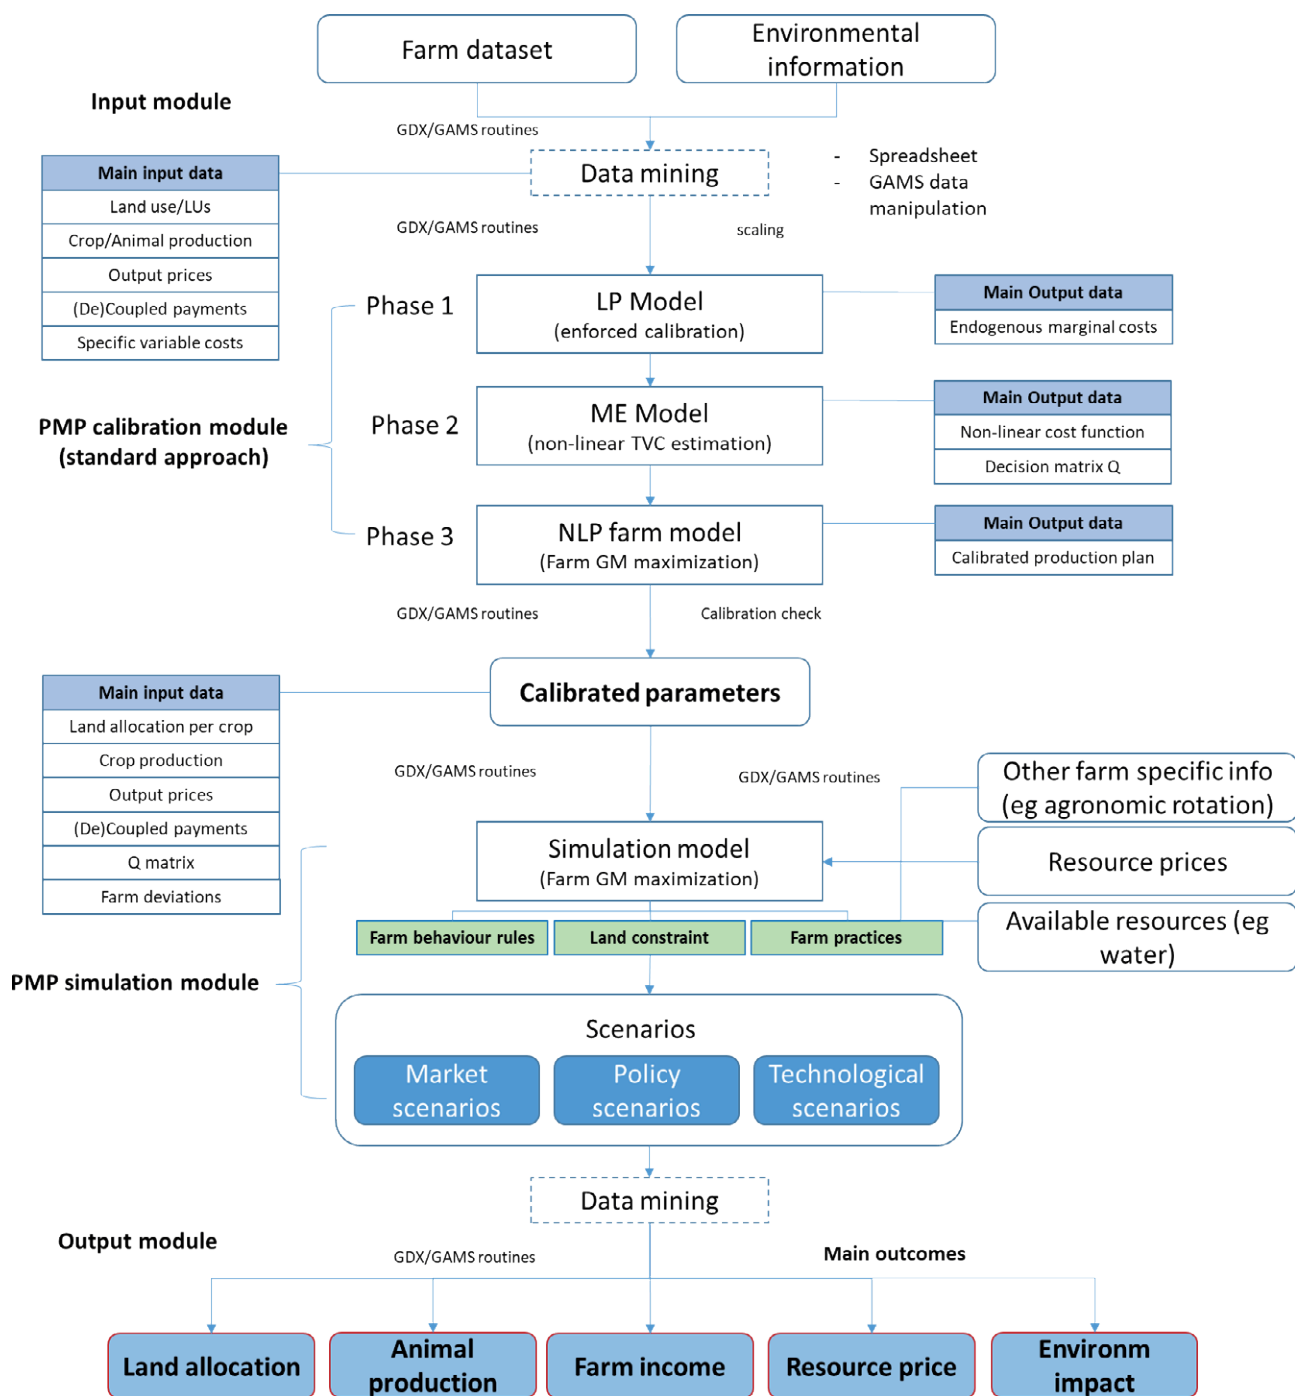 Farm dataset
Environmental
information
Input module
GDX/GAMS routines
Main input data
Land use/LUs
Crop/Animal production
Output prices
(De)Coupled payments
Specific variable costs
Data mining
- Spreadsheet
- GAMS data
manipulation
GDX/GAMS routines
scaling
Phase 1
LP Model
(enforced calibration)
Main Output data
Endogenous marginal costs
PMP calibration module
(standard approach)
Phase 2
ME Model
(non-linear TVC estimation)
Main Output data
Non-linear cost function
Decision matrix Q
Phase 3
NLP farm model
(Farm GM maximization)
Main Output data
Calibrated production plan
GDX/GAMS routines
Calibration check
Main input data
Land allocation per crop
Crop production
Output prices
(De)Coupled payments
Q matrix
Farm deviations
Calibrated parameters
GDX/GAMS routines
GDX/GAMS routines
Other farm specific info
(eg agronomic rotation)
Simulation model
(Farm GM maximization)
Resource prices
Available resources (eg
water)
Farm behaviour rules
Land constraint
Farm practices
PMP simulation module
Scenarios
Market
scenarios
Policy
scenarios
Technological
scenarios
Data mining
Output module
GDX/GAMS routines
Main outcomes
Land allocation
Animal
production
Farm income
Resource price
Environm
impact